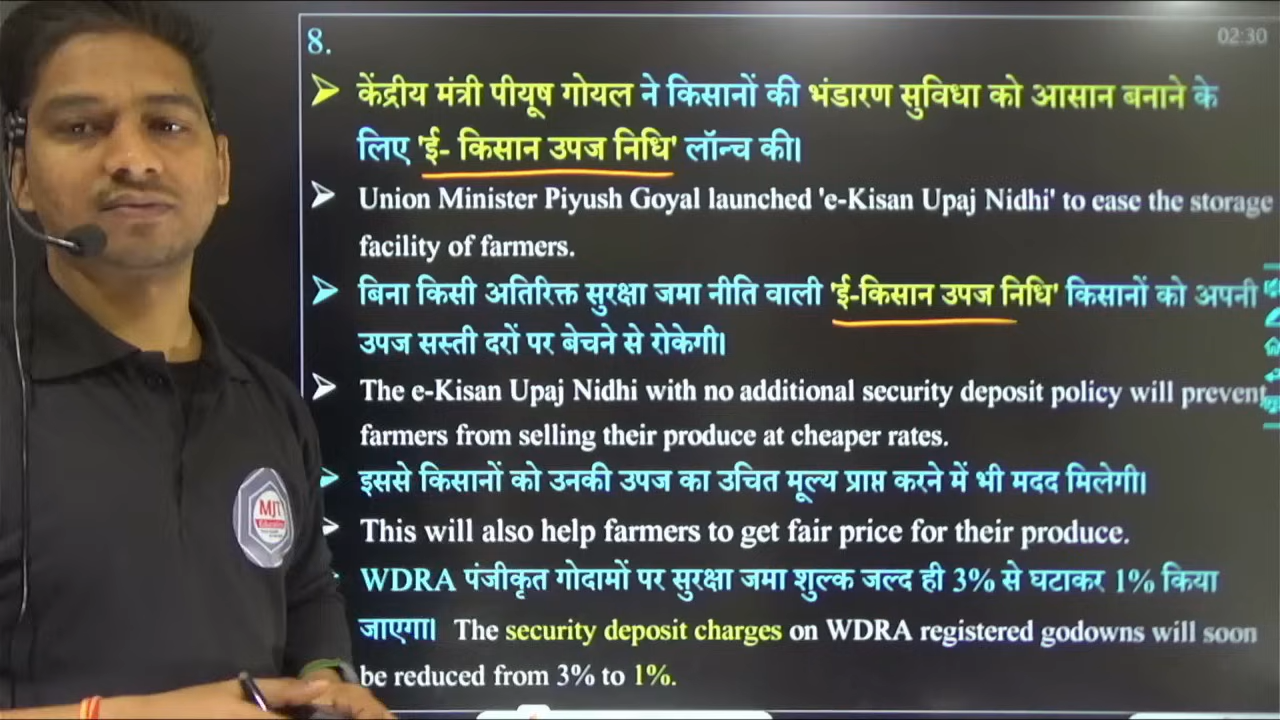 02:30
8.
केंद्रीय मंत्री पीयूष गोयल ने किसानों की भंडारण सुविधा को आसान बनाने के
लिए 'ई- किसान उपज निधि' लॉन्च की।
Union Minister Piyush Goyal launched 'e-Kisan Upaj Nidhi' to ease the storage
facility of farmers.
बिना किसी अतिरिक्त सुरक्षा जमा नीति वाली 'ई-किसान उपज निधि' किसानों को अपनी
उपज सस्ती दरों पर बेचने से रोकेगी।
The e-Kisan Upaj Nidhi with no additional security deposit policy will prevent
farmers from selling their produce at cheaper rates.
इससे किसानों को उनकी उपज का उचित मूल्य प्राप्त करने में भी मदद मिलेगी।
This will also help farmers to get fair price for their produce.
WDRA पंजीकृत गोदामों पर सुरक्षा जमा शुल्क जल्द ही 3% से घटाकर 1% किया
जाएगा। The security deposit charges on WDRA registered godowns will soon
be reduced from 3% to 1%.
MJT
Education